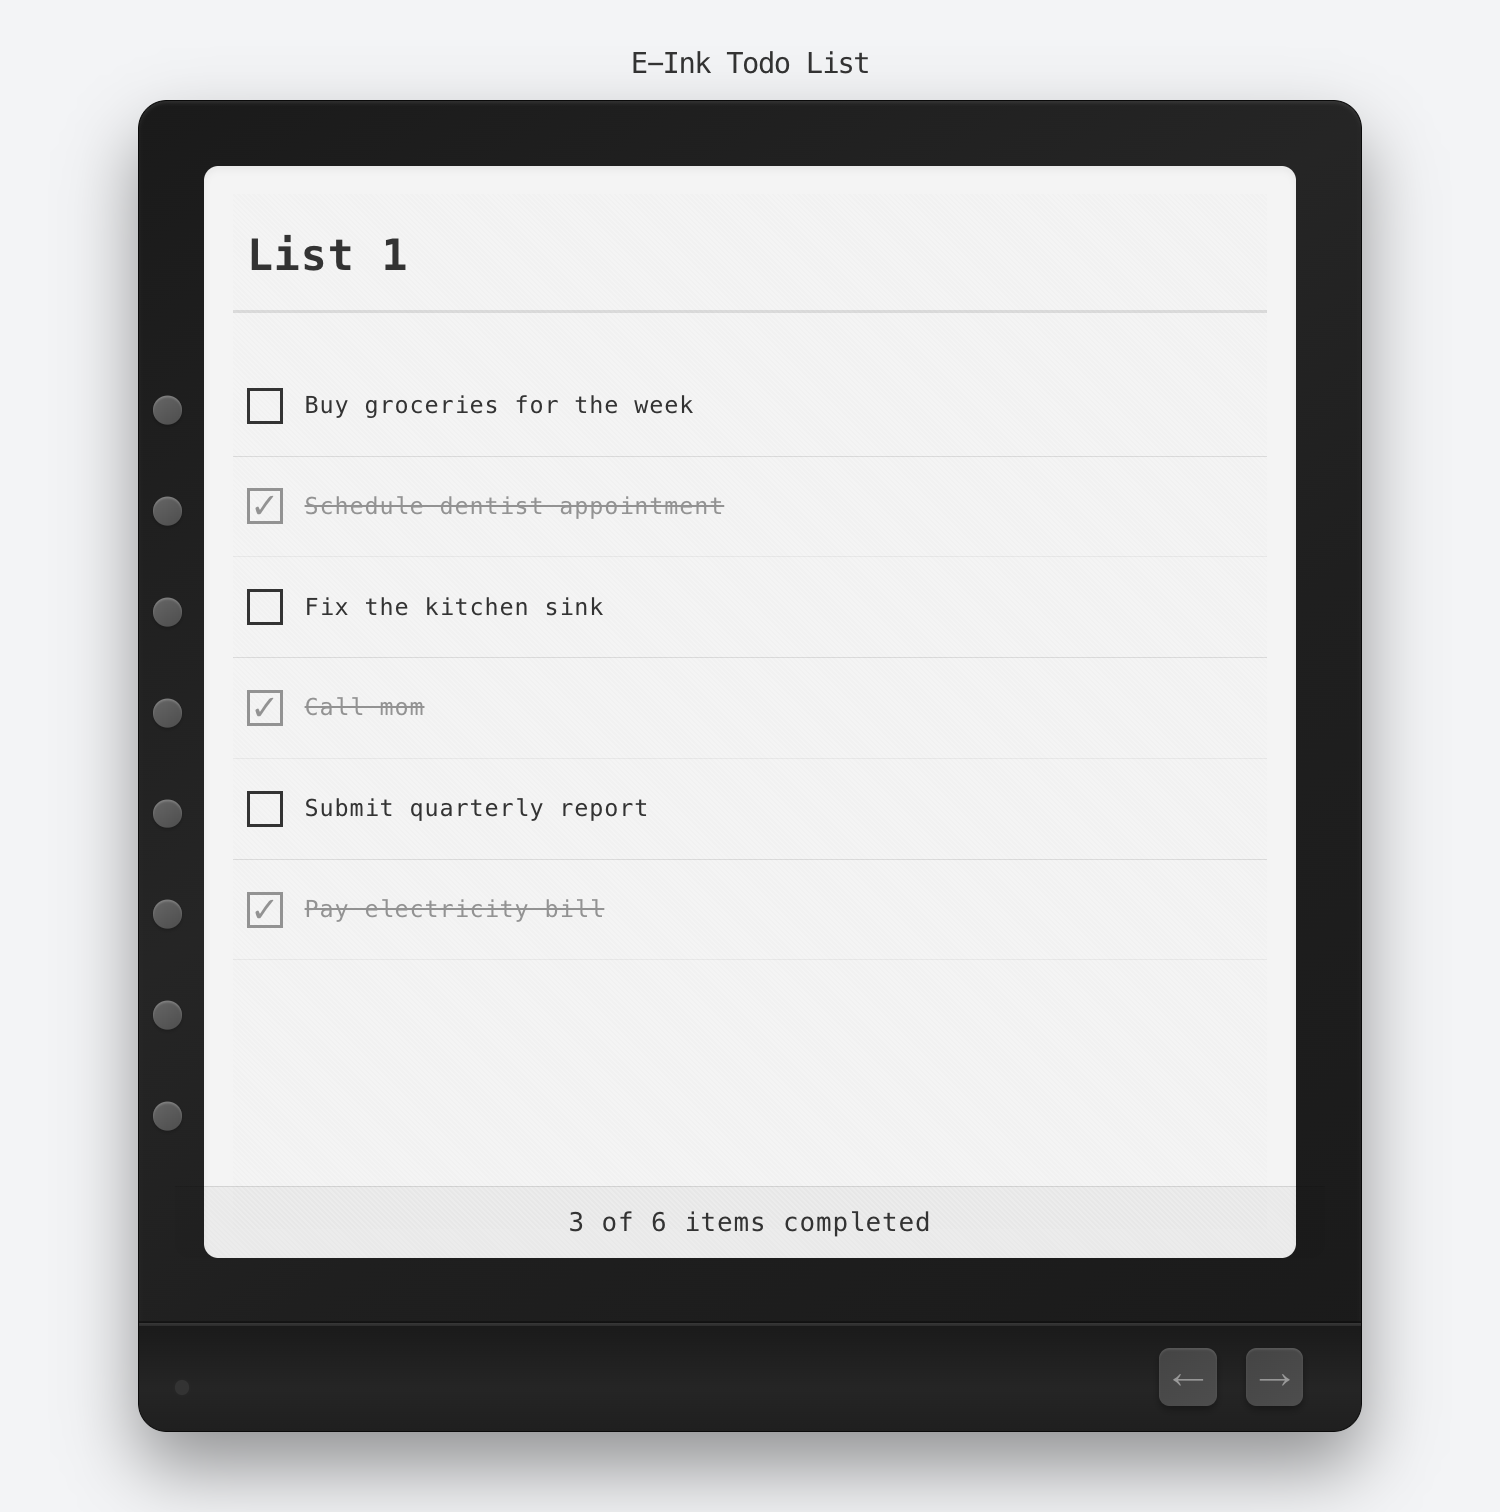 E-Ink Todo List
List 1
Buy groceries for the week
✓ Schedule dentist appointment
Fix the kitchen sink
✓ Call mom
Submit quarterly report
✓ Pay electricity bill
3 of 6 items completed
← →